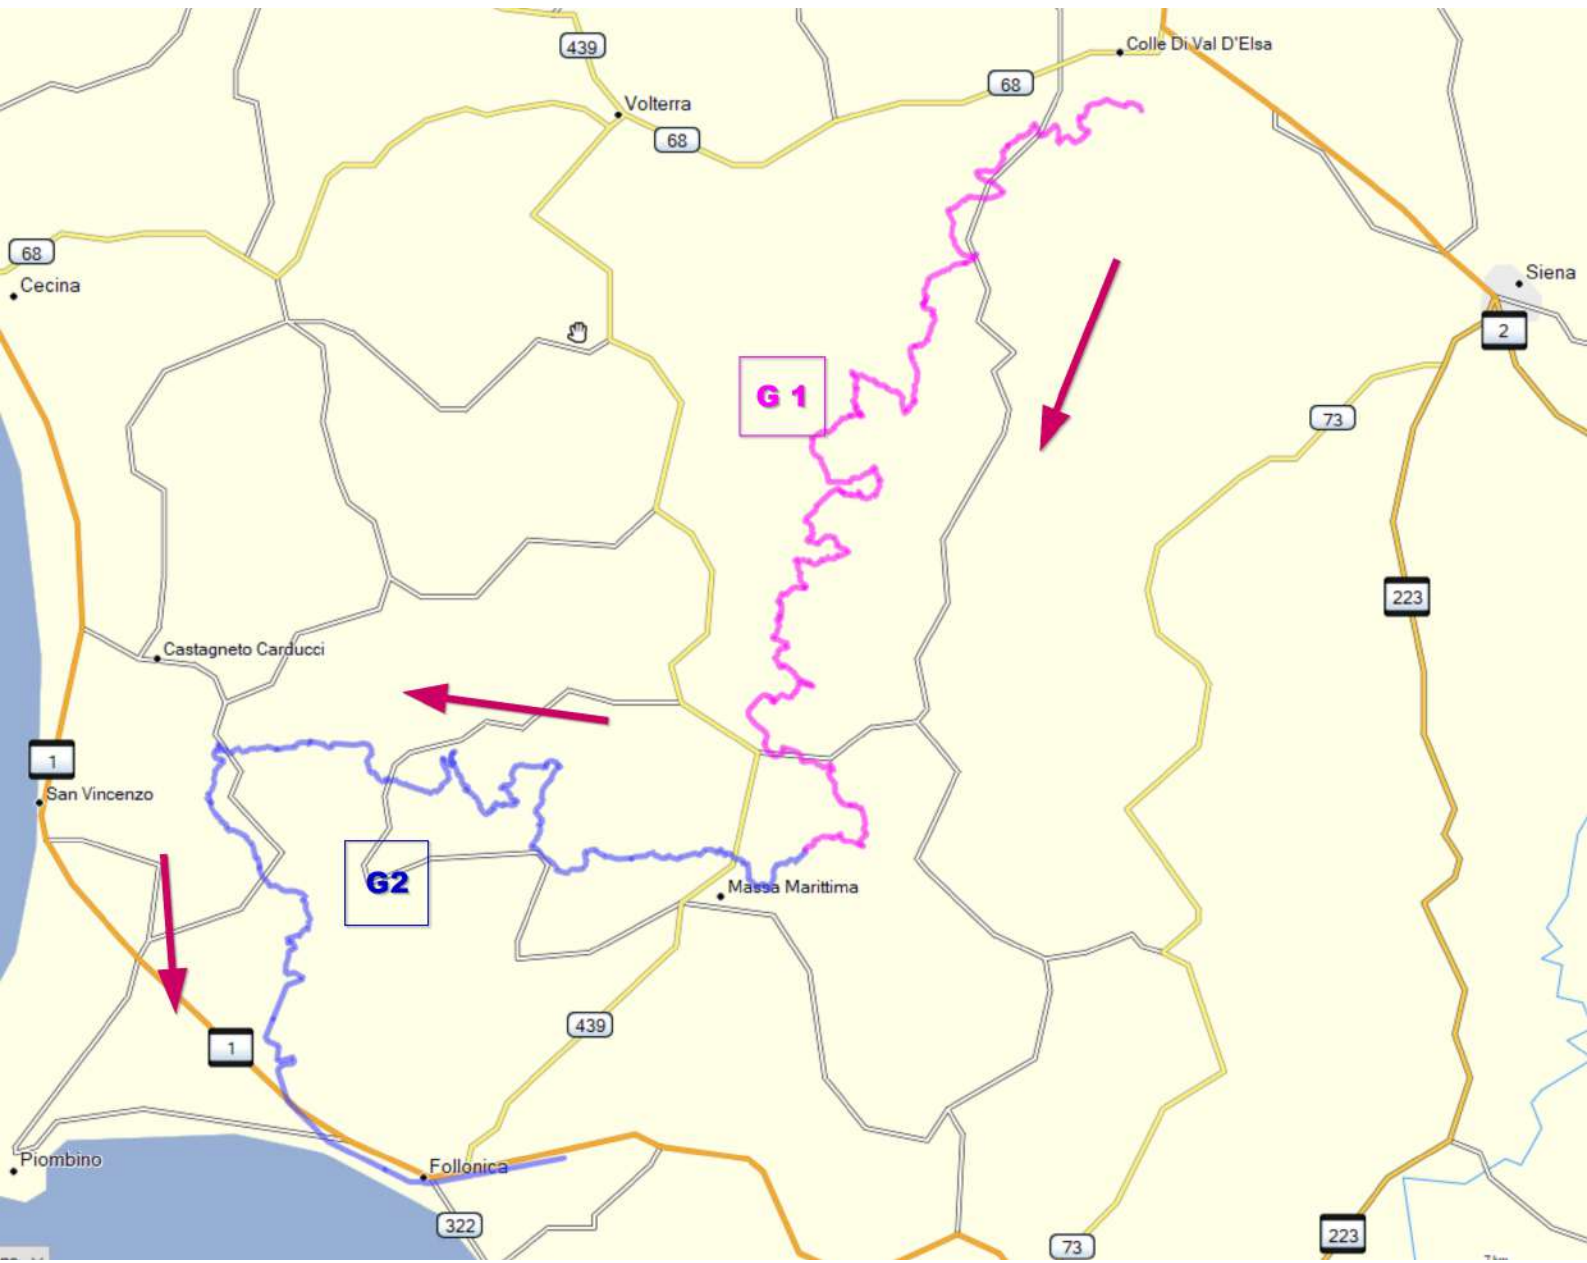 439
Colle Di Val D'Elsa
68
Volterra
68
68
Cecina
Siena
2
G 1
73
223
Castagneto Carducci
1
San Vincenzo
G2
Massa Marittima
439
1
Piombino
Follonica
322
73
223